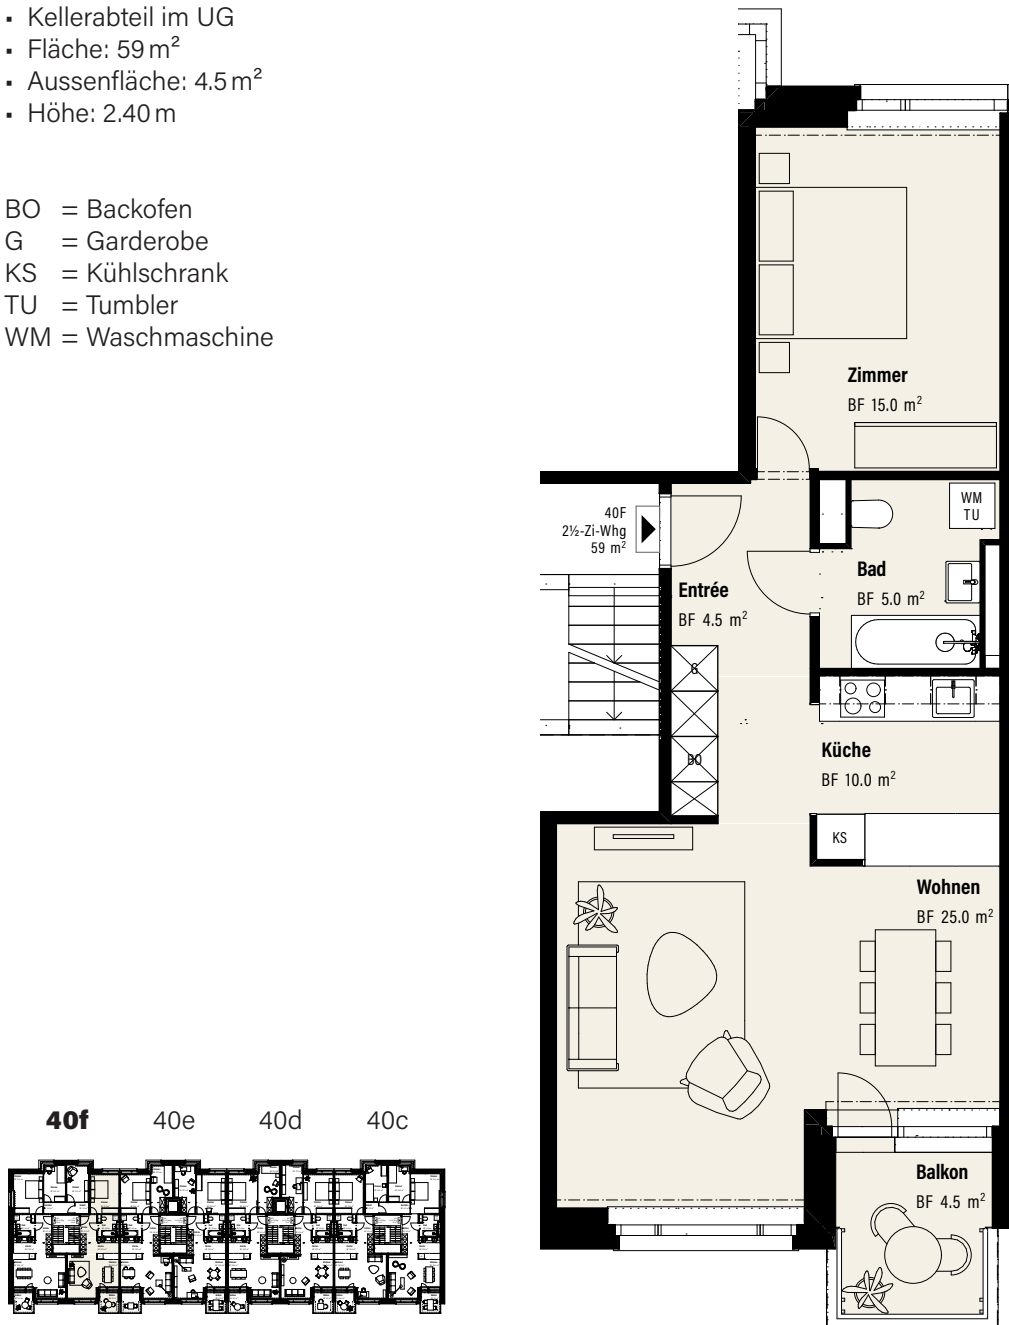 • Kellerabteil im UG
• Fläche: 59 m²
• Aussenfläche: 4.5 m²
• Höhe: 2.40 m
BO = Backofen
G = Garderobe
KS = Kühlschrank
TU = Tumbler
WM = Waschmaschine
Zimmer
BF 15.0 m²
40F
2½-Zi-Whg
59 m²
WM
TU
Bad
BF 5.0 m²
Entrée
BF 4.5 m²
G
BO
Küche
BF 10.0 m²
KS
Wohnen
BF 25.0 m²
Balkon
BF 4.5 m²
40f 40e 40d 40c